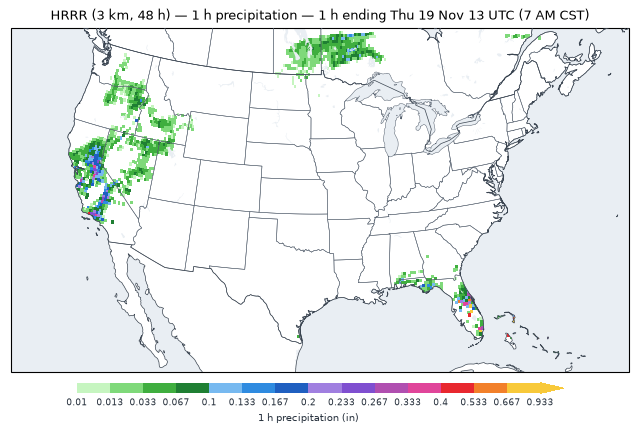 HRRR (3 km, 48 h) — 1 h precipitation — 1 h ending Thu 19 Nov 13 UTC (7 AM CST)
0.01 0.013 0.033 0.067 0.1 0.133 0.167 0.2 0.233 0.267 0.333 0.4 0.533 0.667 0.933
1 h precipitation (in)